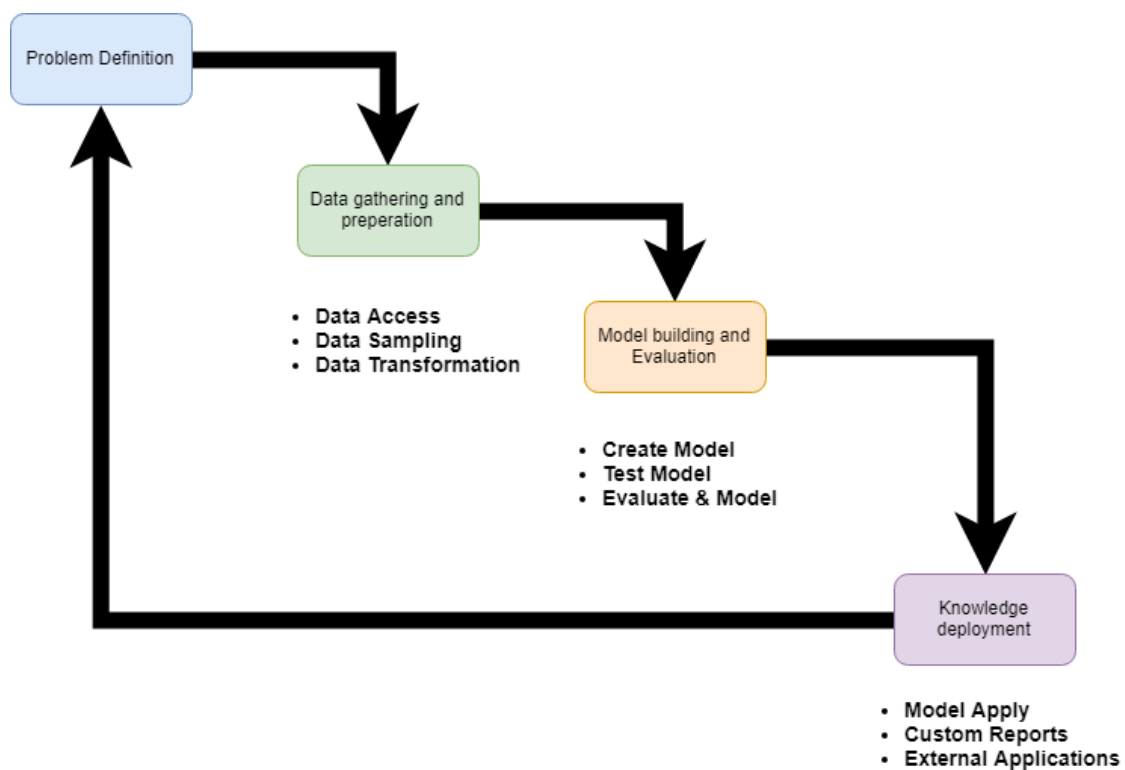 Problem Definition
Data gathering and
preperation
• Data Access
• Data Sampling
• Data Transformation
Model building and
Evaluation
• Create Model
• Test Model
• Evaluate & Model
Knowledge
deployment
• Model Apply
• Custom Reports
• External Applications